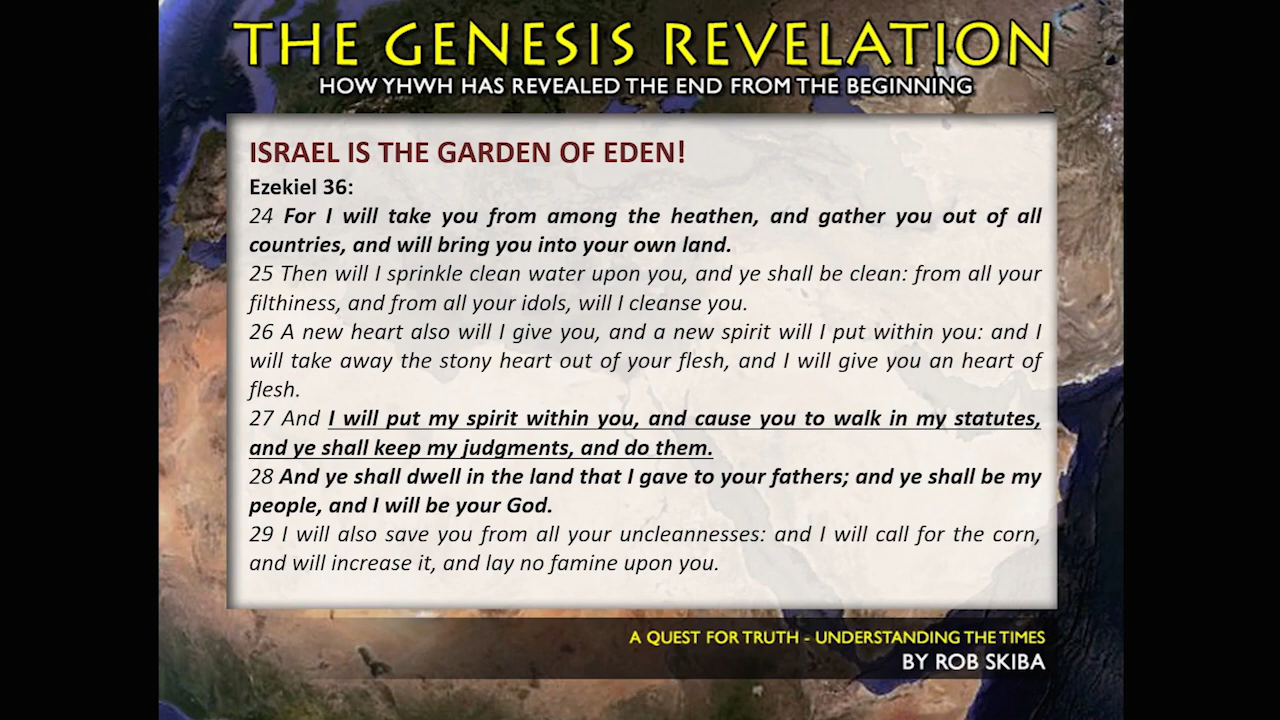 THE GENESIS REVELATION
HOW YHWH HAS REVEALED THE END FROM THE BEGINNING
ISRAEL IS THE GARDEN OF EDEN!
Ezekiel 36:
24 For I will take you from among the heathen, and gather you out of all
countries, and will bring you into your own land.
25 Then will I sprinkle clean water upon you, and ye shall be clean: from all your
filthiness, and from all your idols, will I cleanse you.
26 A new heart also will I give you, and a new spirit will I put within you: and I
will take away the stony heart out of your flesh, and I will give you an heart of
flesh.
27 And I will put my spirit within you, and cause you to walk in my statutes,
and ye shall keep my judgments, and do them.
28 And ye shall dwell in the land that I gave to your fathers; and ye shall be my
people, and I will be your God.
29 I will also save you from all your uncleannesses: and I will call for the corn,
and will increase it, and lay no famine upon you.
A QUEST FOR TRUTH - UNDERSTANDING THE TIMES
BY ROB SKIBA